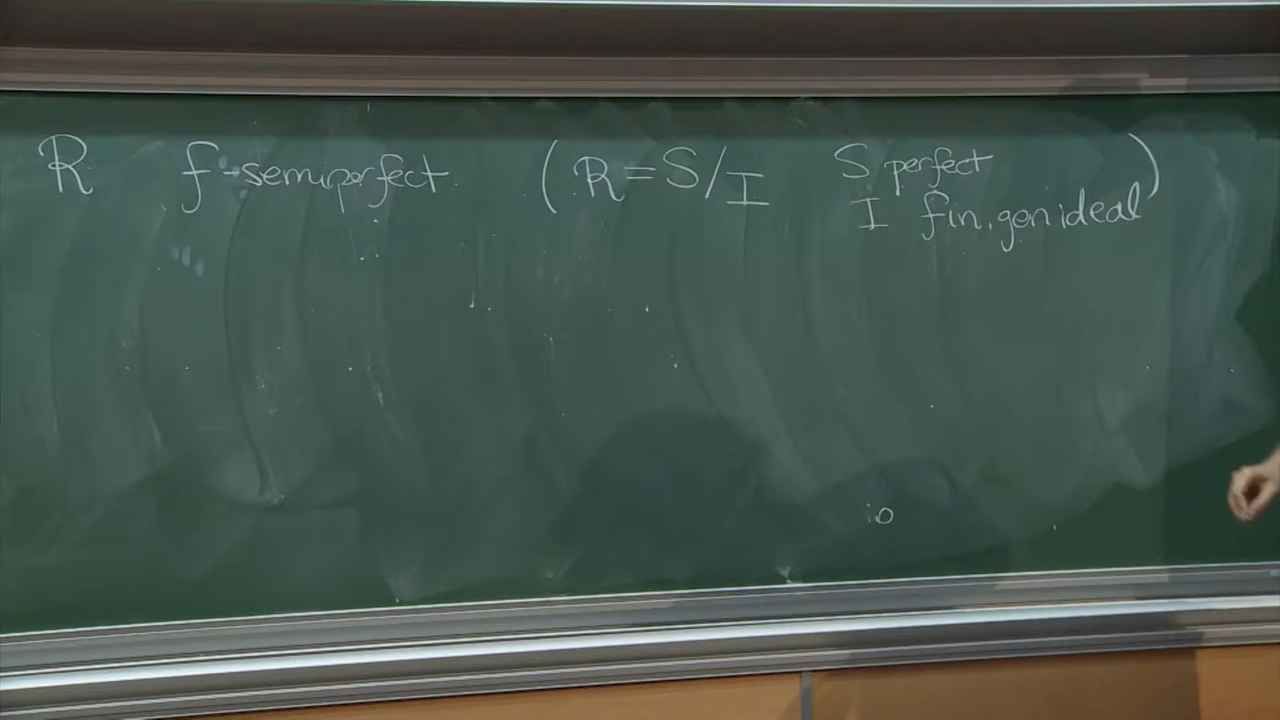 R f-semiperfect. (R=S/I S perfect
I fin. gen ideal)